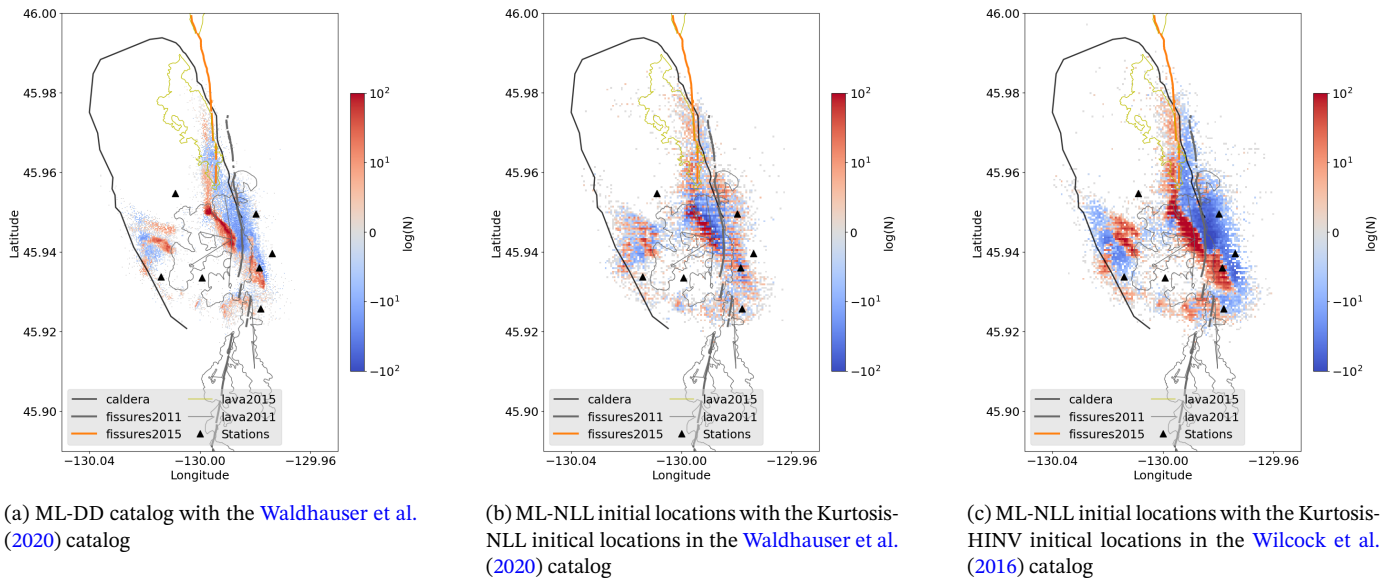 46.00
45.98
45.96
45.94
45.92
45.90
Latitude
−130.04
−130.00
−129.96
Longitude
10²
10¹
0
−10¹
−10²
log(N)
caldera
fissures2011
fissures2015
lava2015
lava2011
Stations
(a) ML-DD catalog with the Waldhauser et al.
(2020) catalog
46.00
45.98
45.96
45.94
45.92
45.90
Latitude
−130.04
−130.00
−129.96
Longitude
10²
10¹
0
−10¹
−10²
log(N)
caldera
fissures2011
fissures2015
lava2015
lava2011
Stations
(b) ML-NLL initial locations with the Kurtosis-
NLL initical locations in the Waldhauser et al.
(2020) catalog
46.00
45.98
45.96
45.94
45.92
45.90
Latitude
−130.04
−130.00
−129.96
Longitude
10²
10¹
0
−10¹
−10²
log(N)
caldera
fissures2011
fissures2015
lava2015
lava2011
Stations
(c) ML-NLL initial locations with the Kurtosis-
HINV initical locations in the Wilcock et al.
(2016) catalog